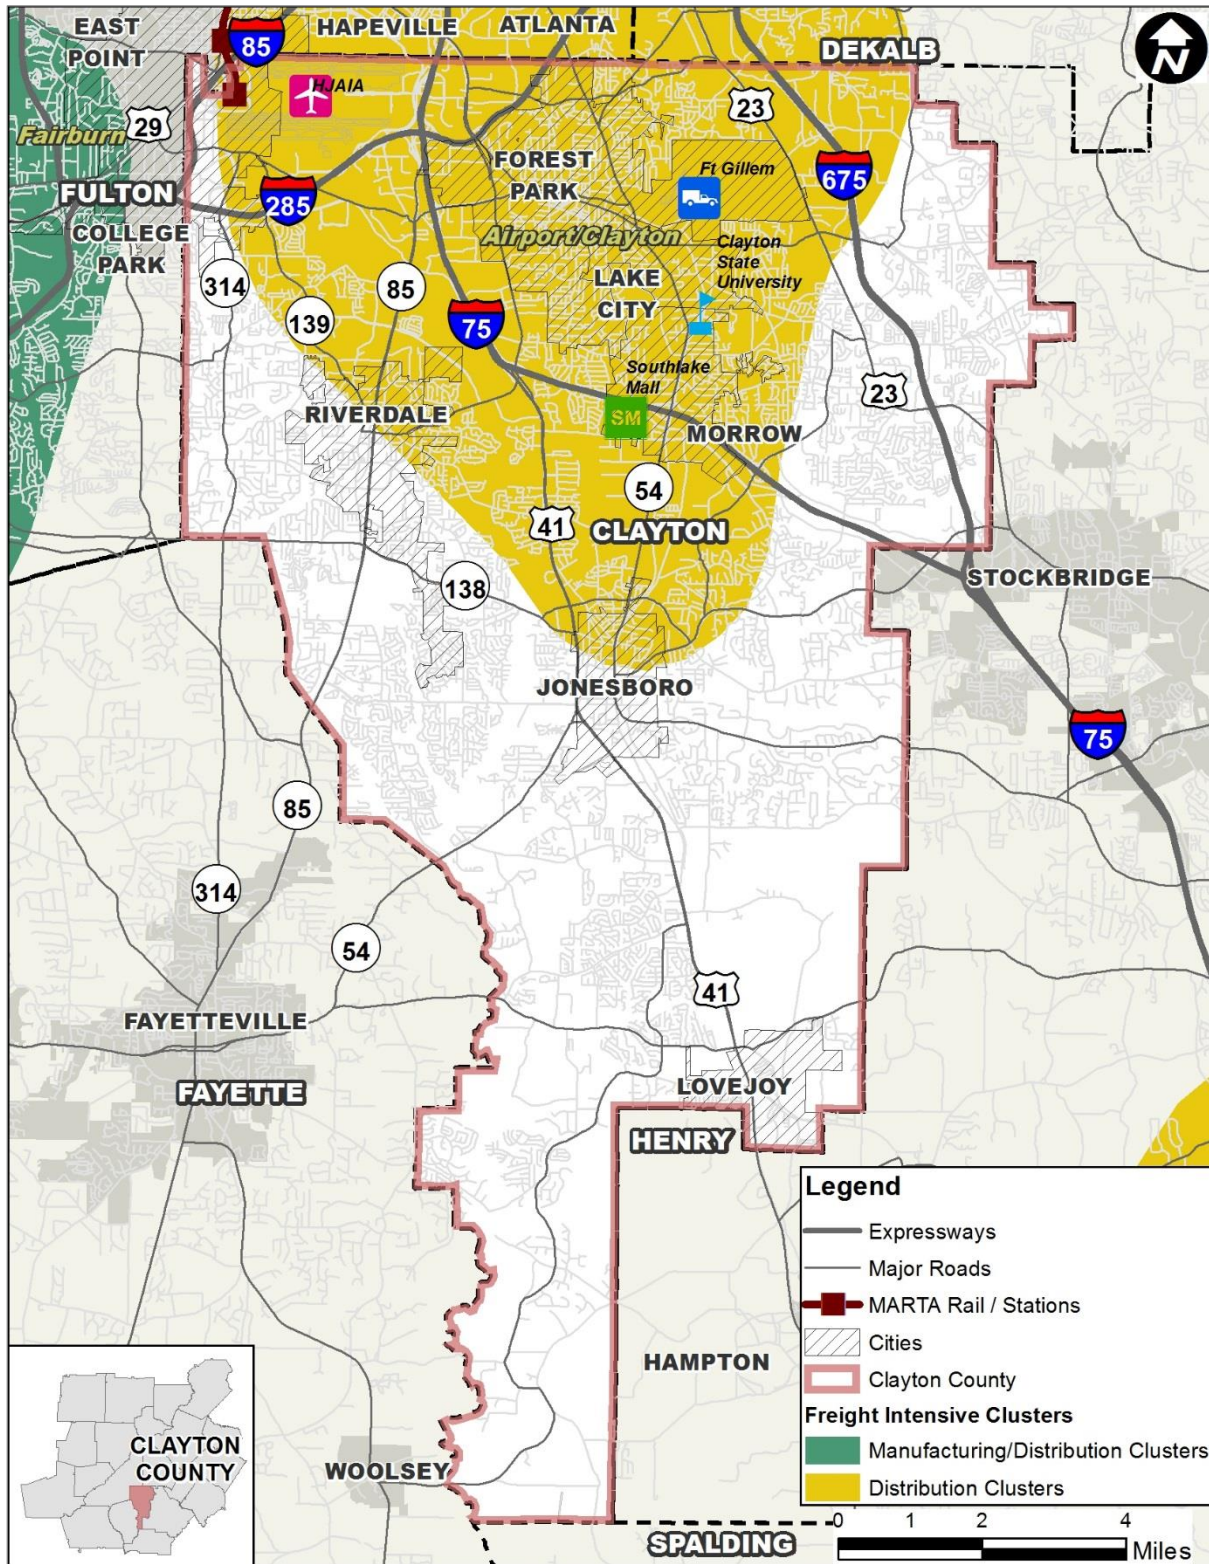 EAST
POINT
85
HAPEVILLE
ATLANTA
DEKALB
N
HJAIA
23
29
Fairburn
FULTON
285
FOREST
PARK
Ft Gillem
675
COLLEGE
PARK
Airport/Clayton
Clayton
State
University
LAKE
CITY
314
85
139
75
Southlake
Mall
SM
RIVERDALE
MORROW
23
54
41
CLAYTON
138
STOCKBRIDGE
JONESBORO
75
85
314
54
41
FAYETTEVILLE
FAYETTE
LOVEJOY
HENRY
HAMPTON
WOOLSEY
SPALDING
Legend
Expressways
Major Roads
MARTA Rail / Stations
Cities
Clayton County
Freight Intensive Clusters
Manufacturing/Distribution Clusters
Distribution Clusters
0 1 2 4
Miles
CLAYTON
COUNTY